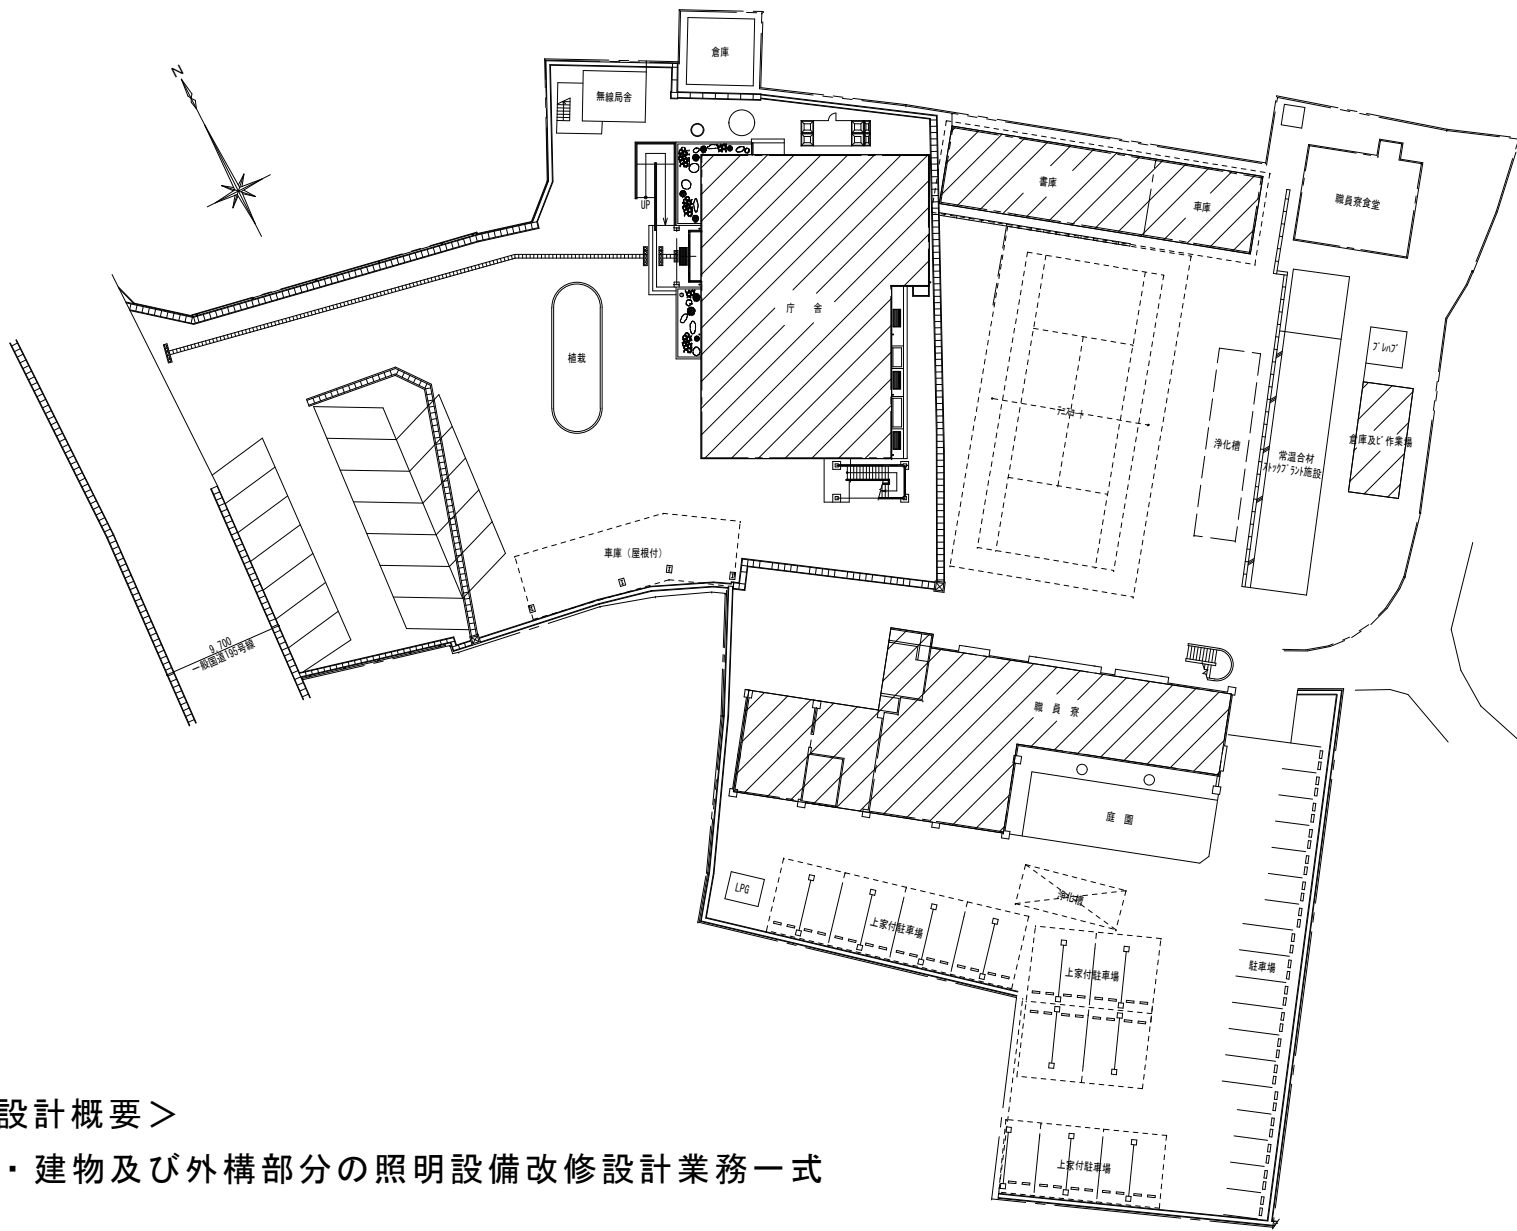 N
倉庫
無線局舎
UP
書庫
車庫
職員寮食堂
庁　舎
植栽
ﾌﾟﾚﾊﾌﾞ
ﾃﾆｽｺｰﾄ
浄化槽
倉庫及ﾋﾞ作業場
常温合材
ｽﾄｯｸﾌﾟﾗﾝﾄ施設
車庫（屋根付）
9,700
一般国道195号線
職　員　寮
庭　園
LPG
浄化槽
上家付駐車場
上家付駐車場
駐車場
上家付駐車場
設計概要＞
・建物及び外構部分の照明設備改修設計業務一式